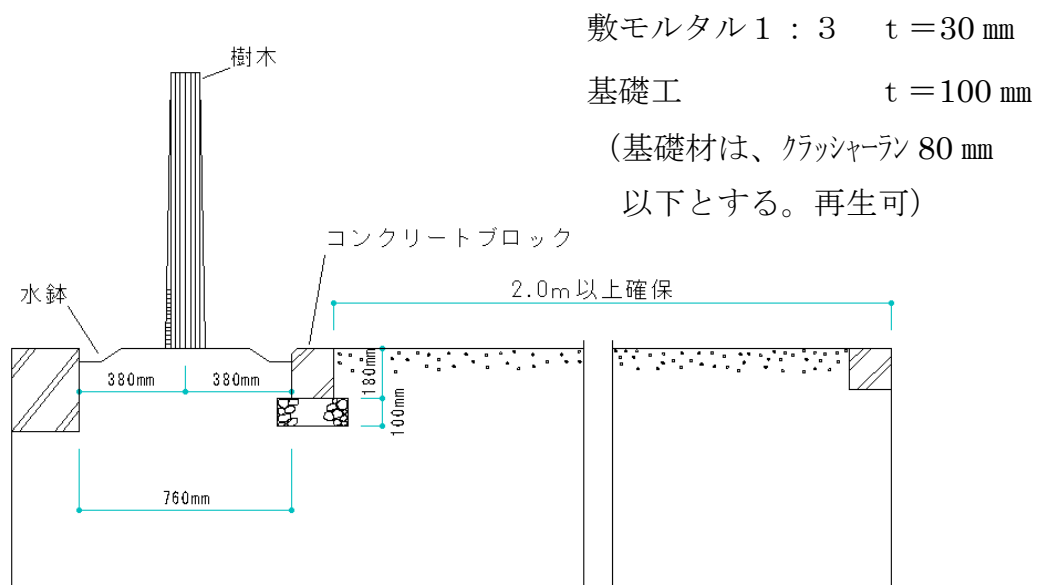 敷モルタル１：３　ｔ＝30㎜
基礎工　ｔ＝100㎜
（基礎材は、ｸﾗｯｼｬｰﾗﾝ 80㎜
以下とする。再生可）
樹木
コンクリートブロック
水鉢
2.0m以上確保
380mm
380mm
180mm
100mm
760mm